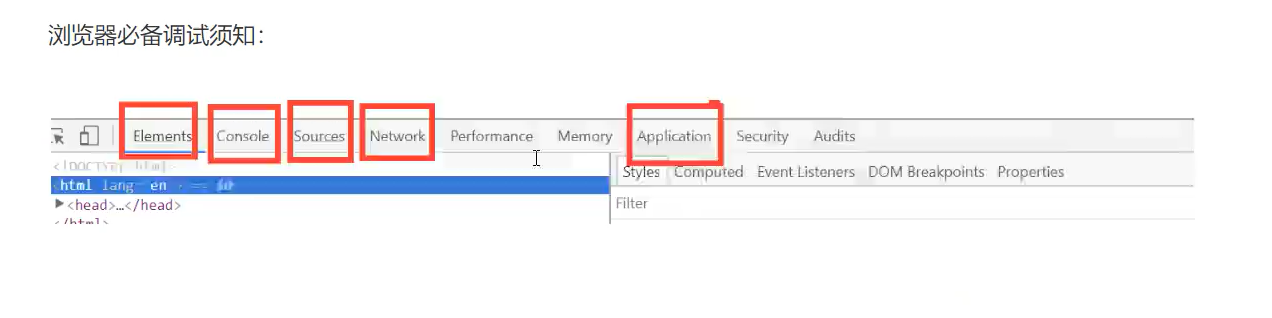 浏览器必备调试须知：
Elements Console Sources Network Performance Memory Application Security Audits
<!DOCTYPE html>
Styles Computed Event Listeners DOM Breakpoints Properties
<html lang en == $0
▶<head>…</head>
Filter
</html>